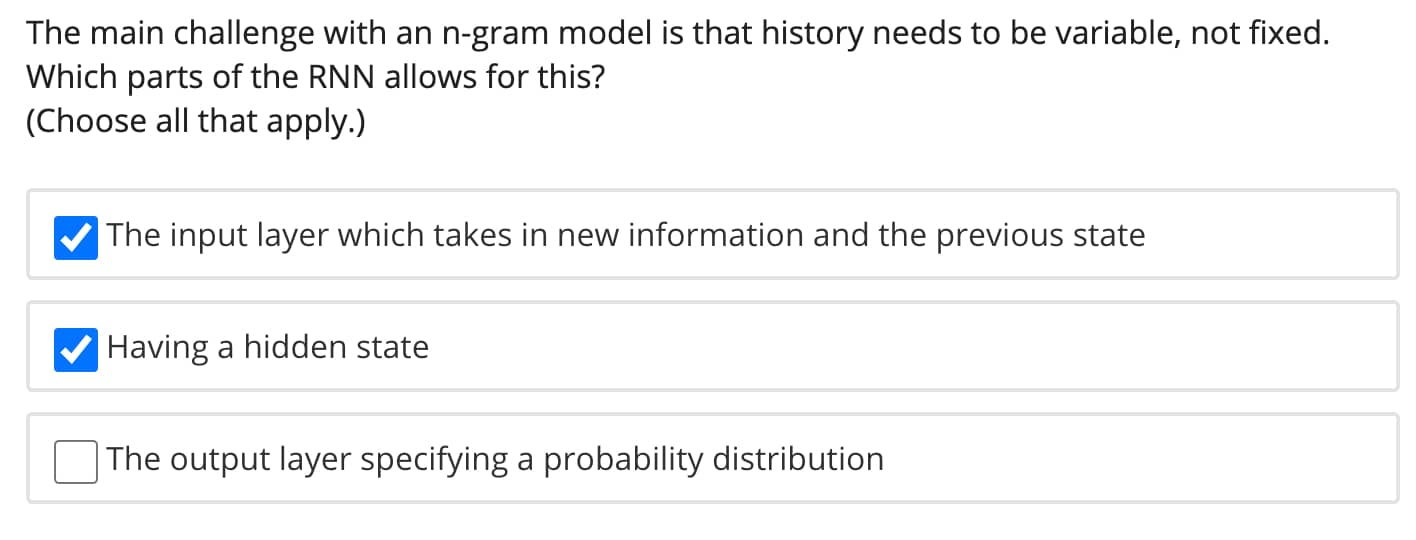 The main challenge with an n-gram model is that history needs to be variable, not fixed.
Which parts of the RNN allows for this?
(Choose all that apply.)
The input layer which takes in new information and the previous state
Having a hidden state
The output layer specifying a probability distribution